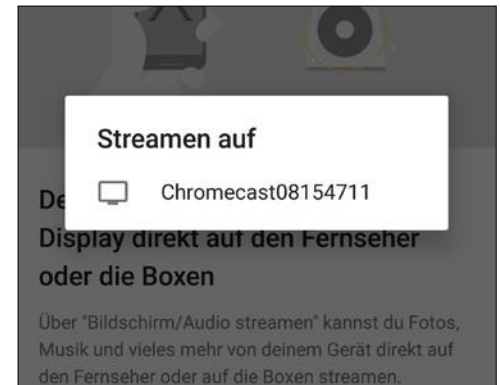 Streamen auf
Chromecast08154711
De
Display direkt auf den Fernseher
oder die Boxen
Über "Bildschirm/Audio streamen" kannst du Fotos,
Musik und vieles mehr von deinem Gerät direkt auf
den Fernseher oder auf die Boxen streamen.